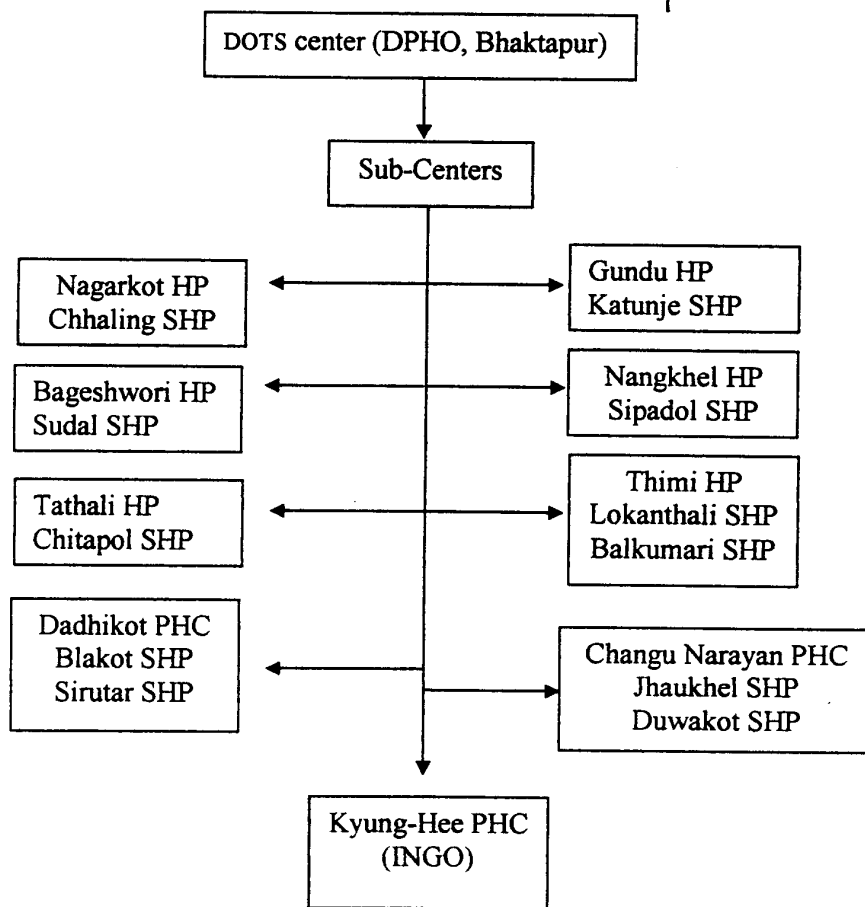 DOTS center (DPHO, Bhaktapur)
Sub-Centers
Nagarkot HP
Chhaling SHP
Gundu HP
Katunje SHP
Bageshwori HP
Sudal SHP
Nangkhel HP
Sipadol SHP
Tathali HP
Chitapol SHP
Thimi HP
Lokanthali SHP
Balkumari SHP
Dadhikot PHC
Blakot SHP
Sirutar SHP
Changu Narayan PHC
Jhaukhel SHP
Duwakot SHP
Kyung-Hee PHC
(INGO)